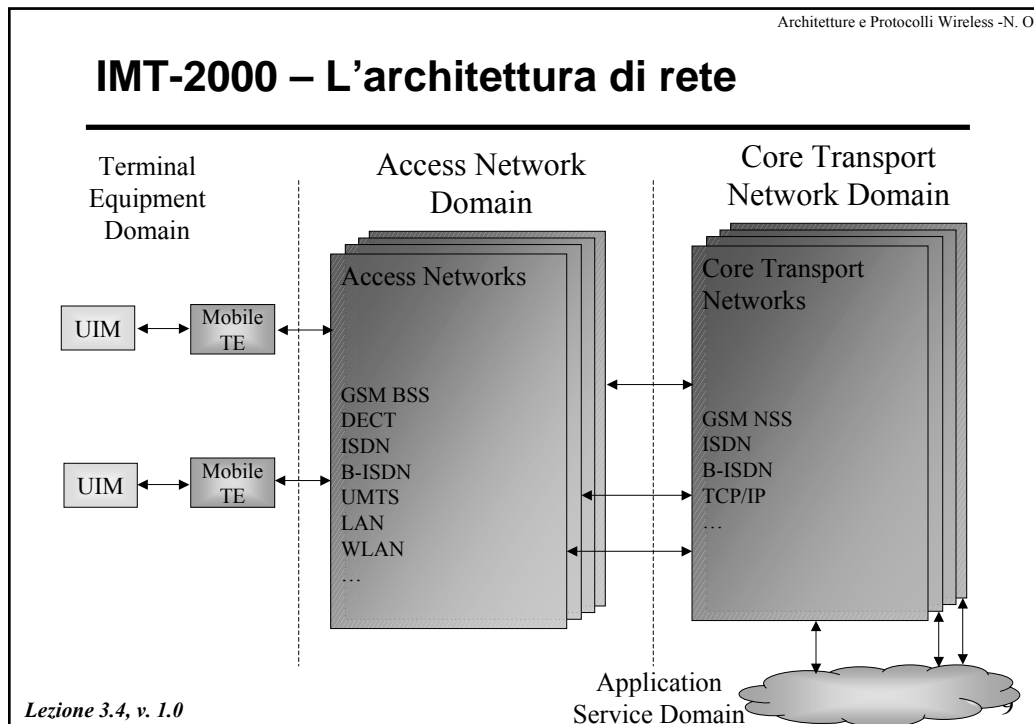 Architetture e Protocolli Wireless -N. O
IMT-2000 – L'architettura di rete
Terminal
Equipment
Domain
Access Network
Domain
Core Transport
Network Domain
UIM
Mobile
TE
UIM
Mobile
TE
Access Networks
GSM BSS
DECT
ISDN
B-ISDN
UMTS
LAN
WLAN
…
Core Transport
Networks
GSM NSS
ISDN
B-ISDN
TCP/IP
…
Application
Service Domain
Lezione 3.4, v. 1.0